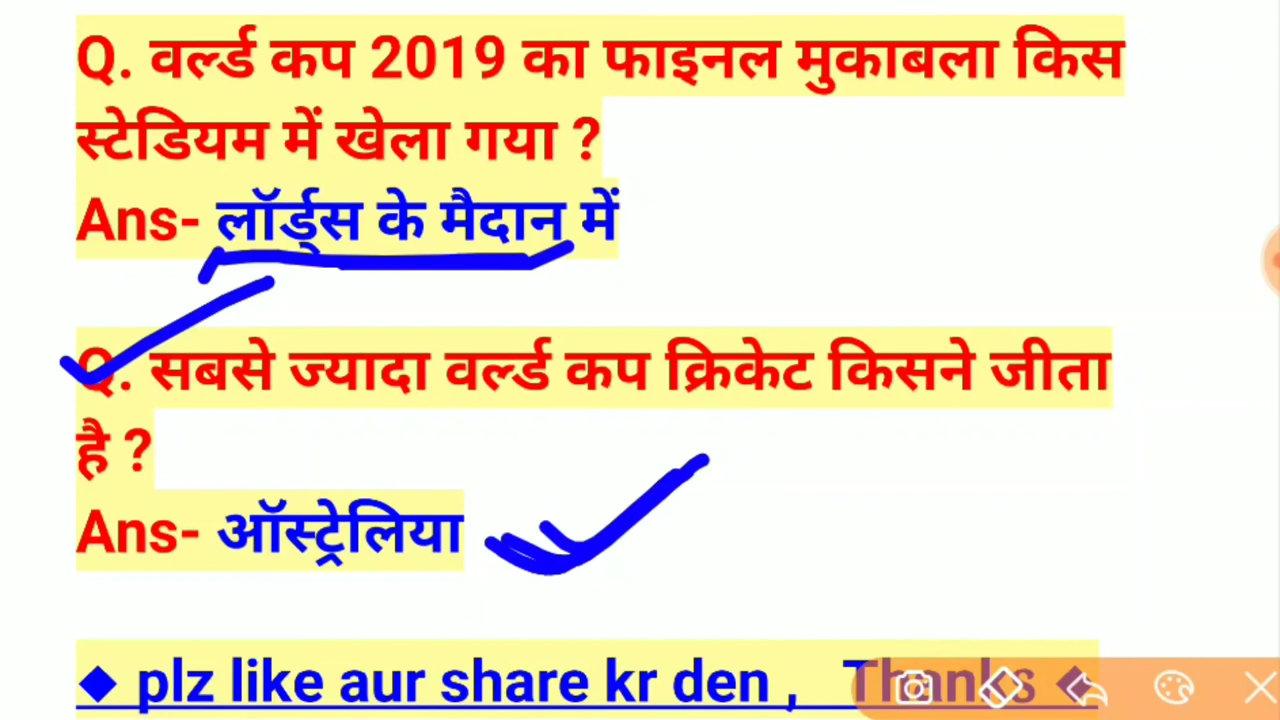 Q. वर्ल्ड कप 2019 का फाइनल मुकाबला किस
स्टेडियम में खेला गया ?
Ans- लॉर्ड्स के मैदान में
Q. सबसे ज्यादा वर्ल्ड कप क्रिकेट किसने जीता
है ?
Ans- ऑस्ट्रेलिया
◆ plz like aur share kr den , Thanks ◆